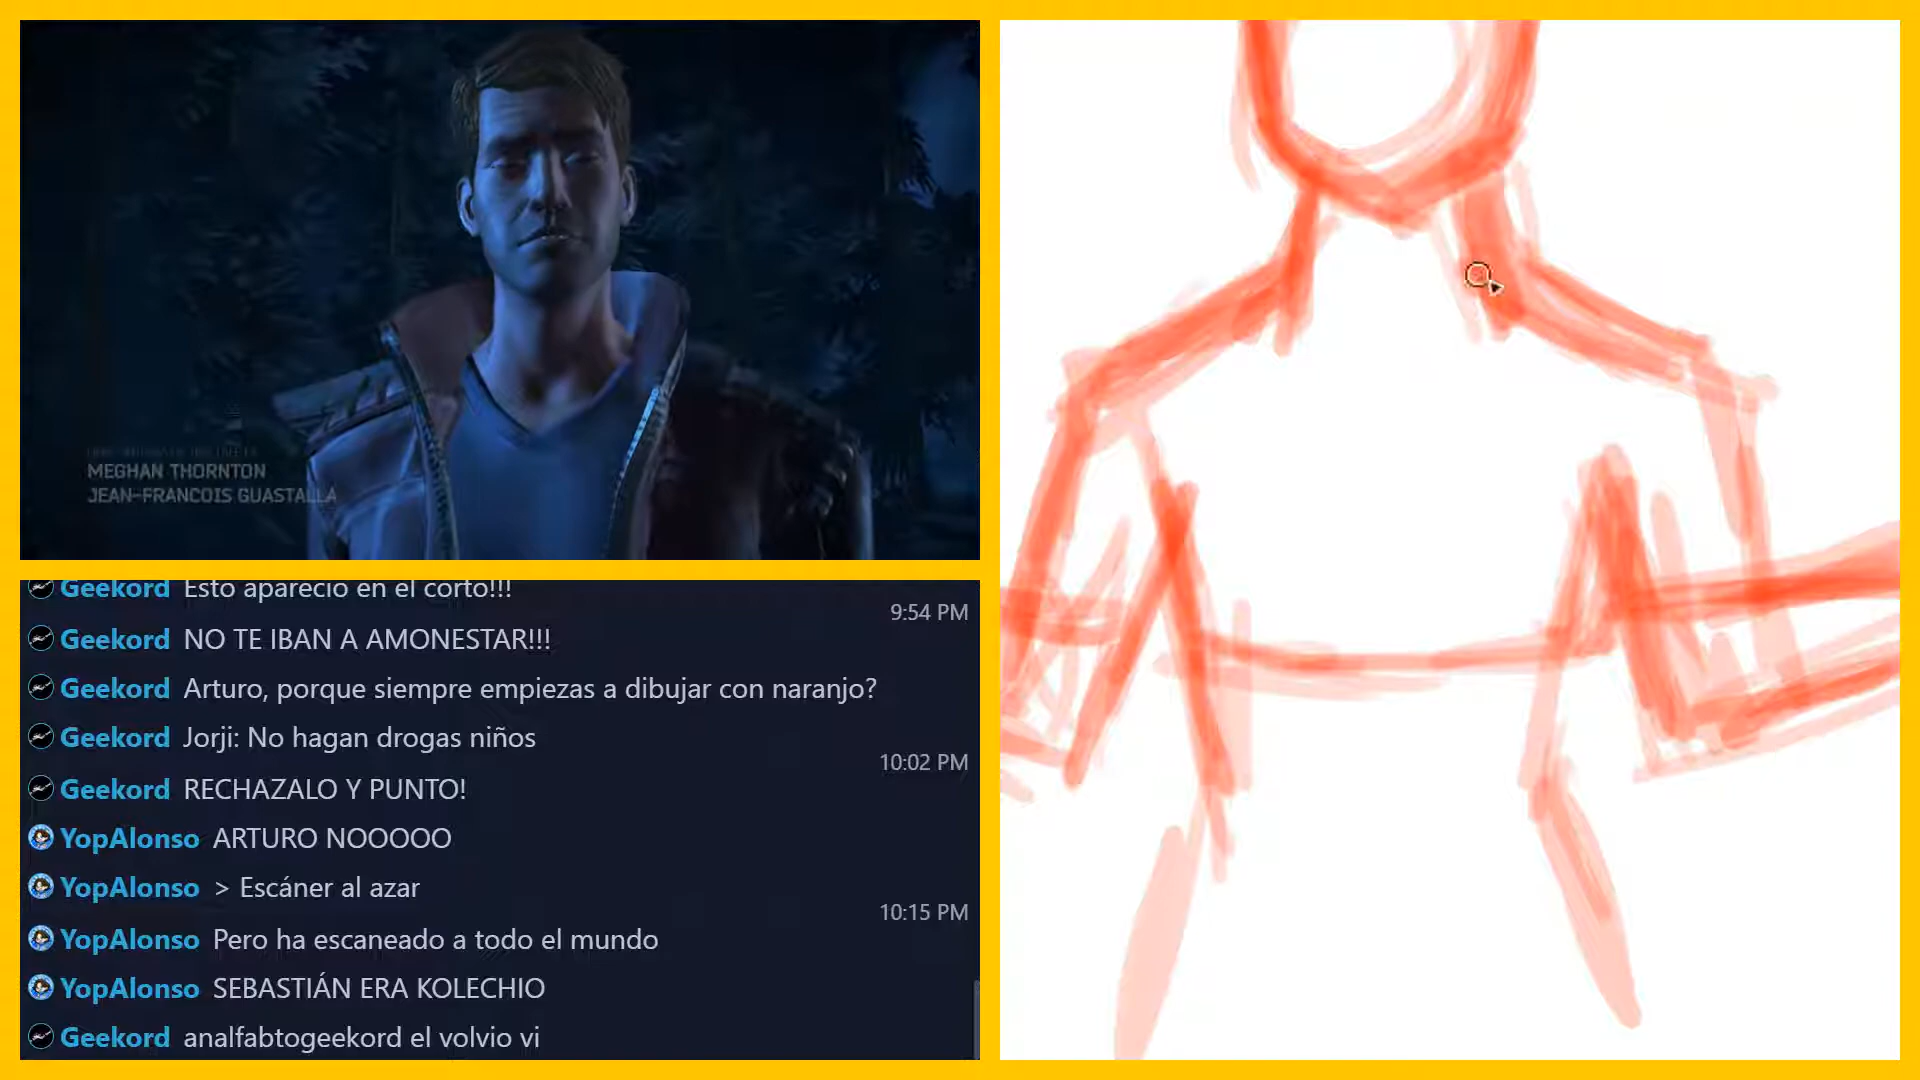 MEGHAN THORNTON
JEAN-FRANCOIS GUASTALLA
Geekord Esto aparecio en el corto!!!
9:54 PM
Geekord NO TE IBAN A AMONESTAR!!!
Geekord Arturo, porque siempre empiezas a dibujar con naranjo?
Geekord Jorji: No hagan drogas niños
10:02 PM
Geekord RECHAZALO Y PUNTO!
YopAlonso ARTURO NOOOOO
YopAlonso > Escáner al azar
10:15 PM
YopAlonso Pero ha escaneado a todo el mundo
YopAlonso SEBASTIÁN ERA KOLECHIO
Geekord analfabtogeekord el volvio vi